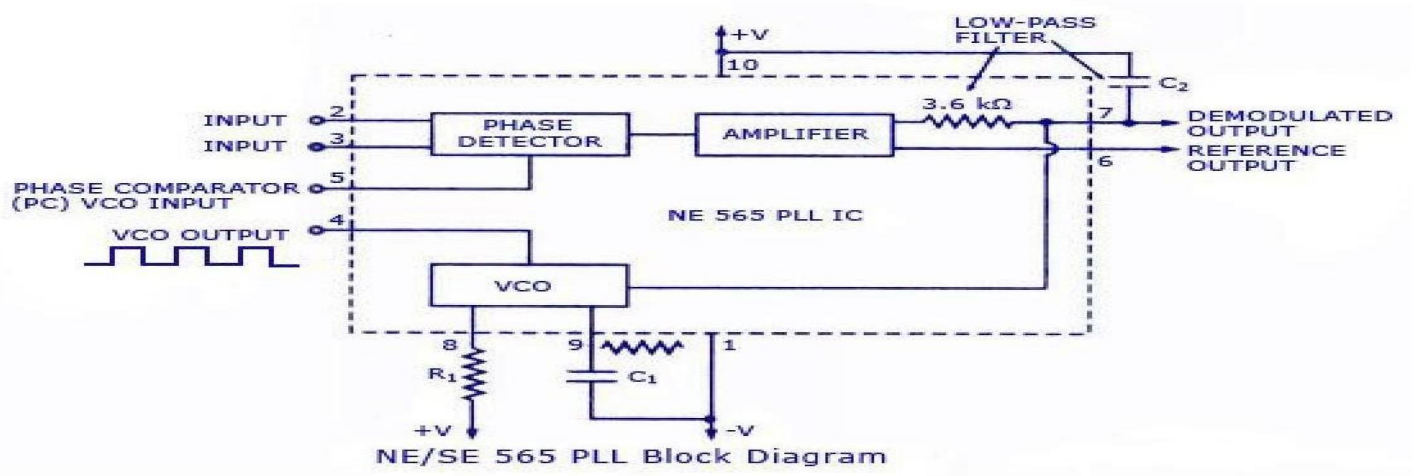 LOW-PASS
FILTER
+V
10
C2
3.6 kΩ
INPUT
2
INPUT
3
PHASE
DETECTOR
AMPLIFIER
7
DEMODULATED
OUTPUT
6
REFERENCE
OUTPUT
PHASE COMPARATOR
(PC) VCO INPUT
5
NE 565 PLL IC
VCO OUTPUT
4
VCO
8
9
1
R1
C1
+V
-V
NE/SE 565 PLL Block Diagram